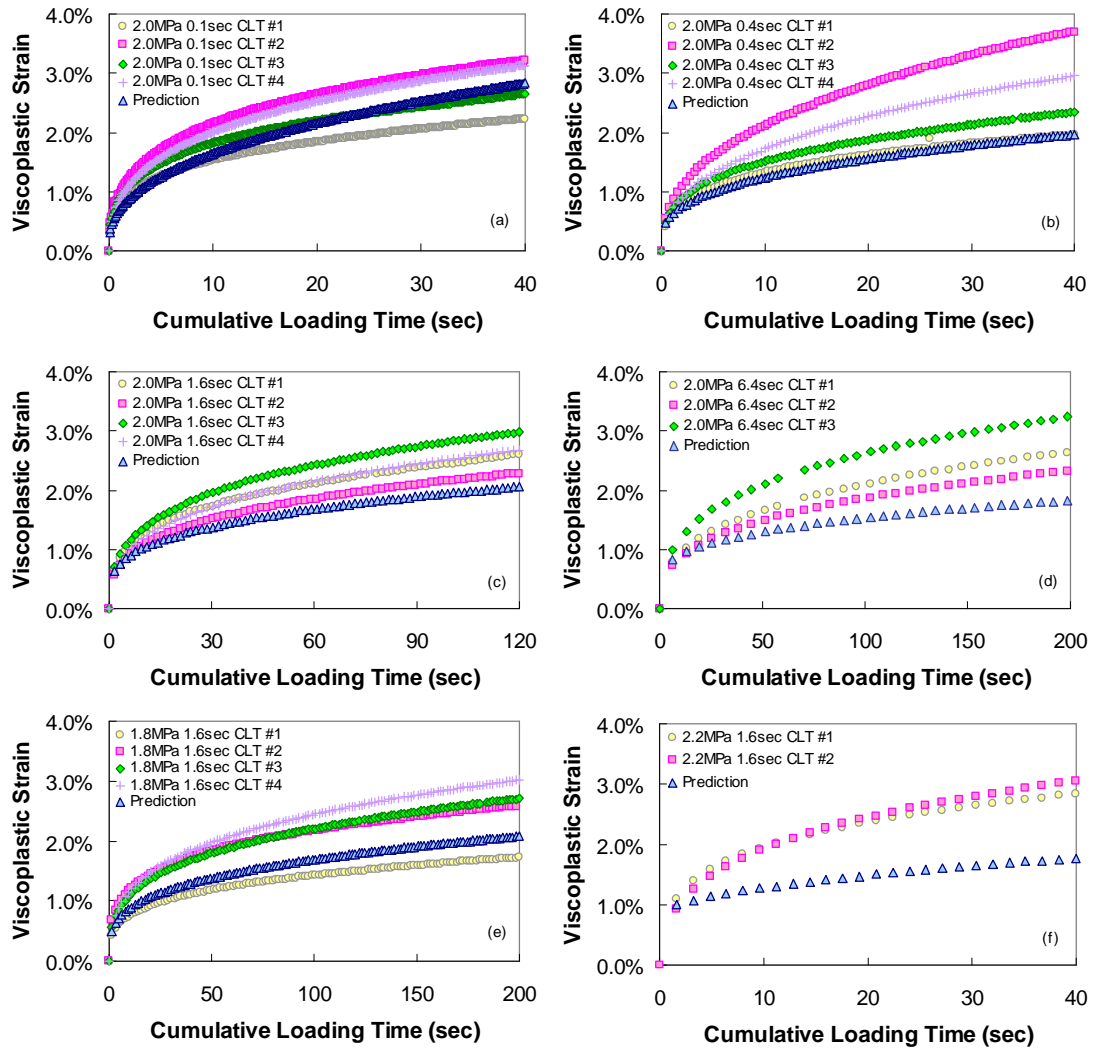 4.0%
3.0%
2.0%
1.0%
0.0%
Viscoplastic Strain
2.0MPa 0.1sec CLT #1
2.0MPa 0.1sec CLT #2
2.0MPa 0.1sec CLT #3
2.0MPa 0.1sec CLT #4
Prediction
(a)
0 10 20 30 40
Cumulative Loading Time (sec)
4.0%
3.0%
2.0%
1.0%
0.0%
Viscoplastic Strain
2.0MPa 0.4sec CLT #1
2.0MPa 0.4sec CLT #2
2.0MPa 0.4sec CLT #3
2.0MPa 0.4sec CLT #4
Prediction
(b)
0 10 20 30 40
Cumulative Loading Time (sec)
4.0%
3.0%
2.0%
1.0%
0.0%
Viscoplastic Strain
2.0MPa 1.6sec CLT #1
2.0MPa 1.6sec CLT #2
2.0MPa 1.6sec CLT #3
2.0MPa 1.6sec CLT #4
Prediction
(c)
0 30 60 90 120
Cumulative Loading Time (sec)
4.0%
3.0%
2.0%
1.0%
0.0%
Viscoplastic Strain
2.0MPa 6.4sec CLT #1
2.0MPa 6.4sec CLT #2
2.0MPa 6.4sec CLT #3
Prediction
(d)
0 50 100 150 200
Cumulative Loading Time (sec)
4.0%
3.0%
2.0%
1.0%
0.0%
Viscoplastic Strain
1.8MPa 1.6sec CLT #1
1.8MPa 1.6sec CLT #2
1.8MPa 1.6sec CLT #3
1.8MPa 1.6sec CLT #4
Prediction
(e)
0 50 100 150 200
Cumulative Loading Time (sec)
4.0%
3.0%
2.0%
1.0%
0.0%
Viscoplastic Strain
2.2MPa 1.6sec CLT #1
2.2MPa 1.6sec CLT #2
Prediction
(f)
0 10 20 30 40
Cumulative Loading Time (sec)